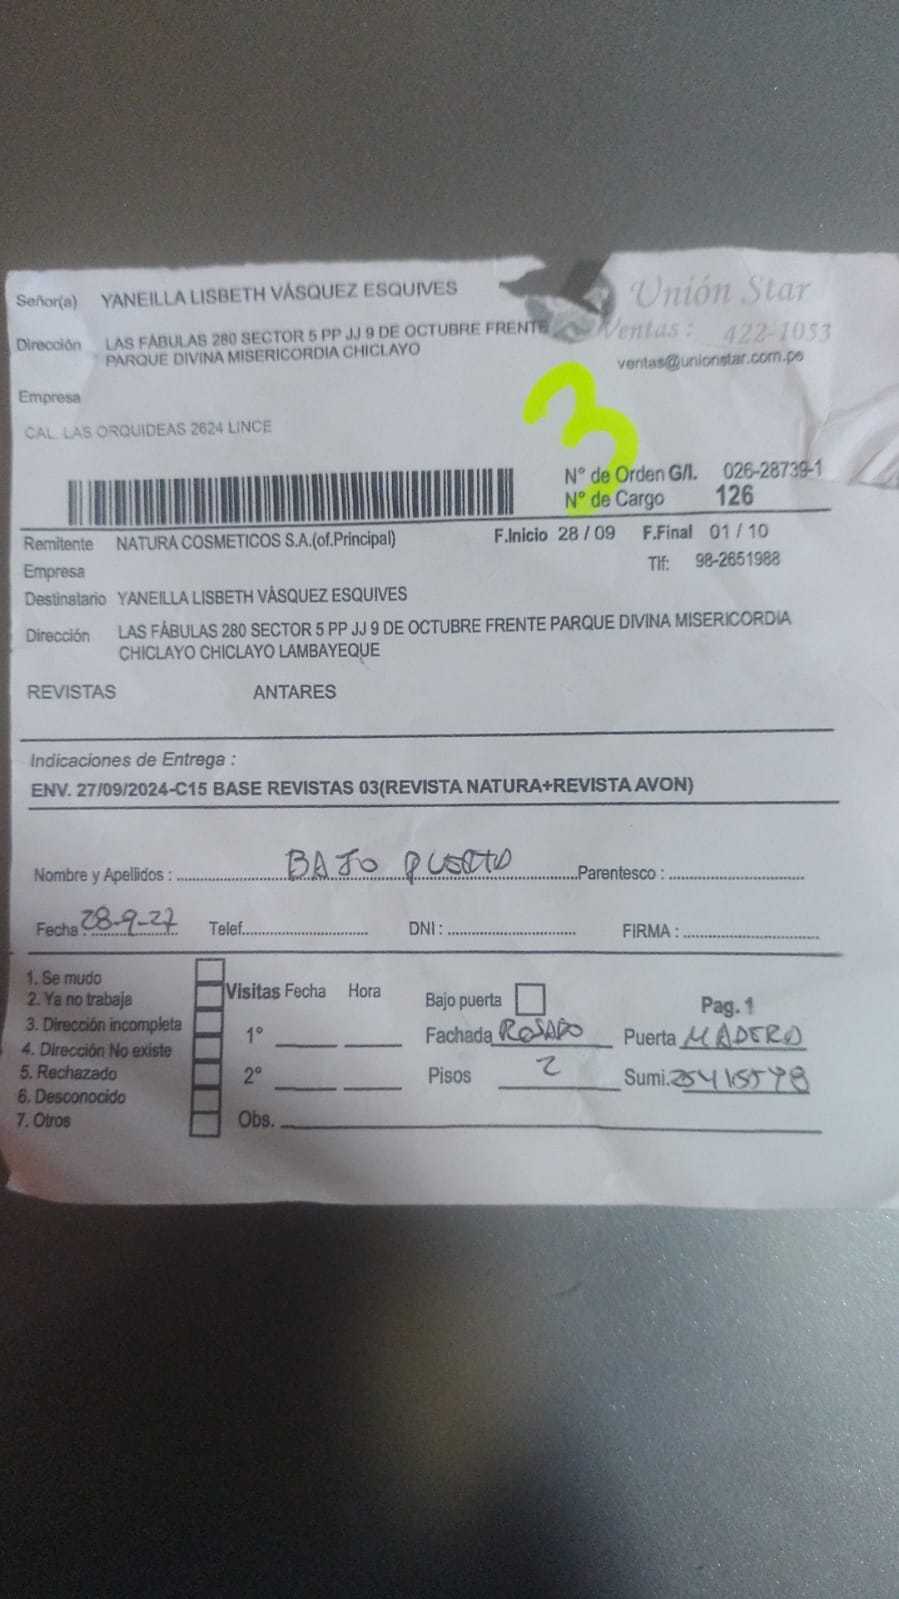 Unión Star
Ventas : 422-1053
ventas@unionstar.com.pe
Señor(a) YANEILLA LISBETH VÁSQUEZ ESQUIVES
Dirección LAS FÁBULAS 280 SECTOR 5 PP JJ 9 DE OCTUBRE FRENTE
PARQUE DIVINA MISERICORDIA CHICLAYO
Empresa
CAL. LAS ORQUIDEAS 2624 LINCE
3
N° de Orden G/I. 026-28739-1
N° de Cargo 126
Remitente NATURA COSMETICOS S.A.(of.Principal) F.Inicio 28 / 09 F.Final 01 / 10
Empresa Tlf: 98-2651988
Destinatario YANEILLA LISBETH VÁSQUEZ ESQUIVES
Dirección LAS FÁBULAS 280 SECTOR 5 PP JJ 9 DE OCTUBRE FRENTE PARQUE DIVINA MISERICORDIA
CHICLAYO CHICLAYO LAMBAYEQUE
REVISTAS ANTARES
Indicaciones de Entrega :
ENV. 27/09/2024-C15 BASE REVISTAS 03(REVISTA NATURA+REVISTA AVON)
Nombre y Apellidos : BAJO PUERTA Parentesco :
Fecha : 28-9-27 Telef. DNI : FIRMA :
1. Se mudo
2. Ya no trabaja
3. Dirección incompleta
4. Dirección No existe
5. Rechazado
6. Desconocido
7. Otros
Visitas Fecha Hora
1°
2°
Obs.
Bajo puerta Pag. 1
Fachada ROSADO Puerta MADERO
Pisos 2 Sumi. 25415598